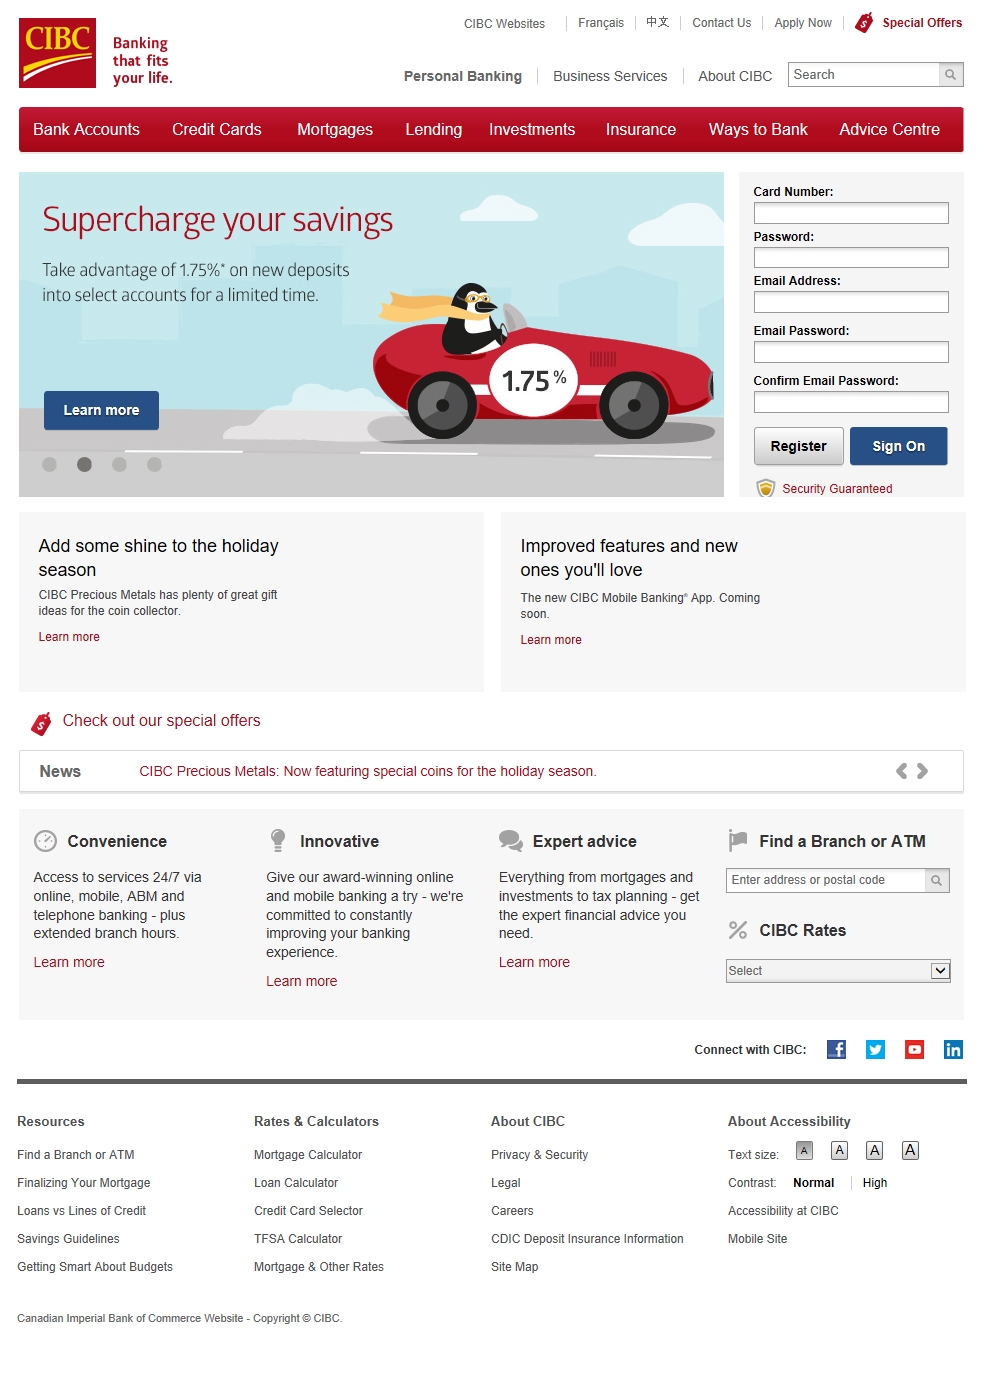 CIBC Websites Français 中文 Contact Us Apply Now Special Offers
CIBC
Banking
that fits
your life.
Personal Banking Business Services About CIBC Search
Bank Accounts Credit Cards Mortgages Lending Investments Insurance Ways to Bank Advice Centre
Supercharge your savings
Take advantage of 1.75%* on new deposits
into select accounts for a limited time.
1.75%
Learn more
Card Number:
Password:
Email Address:
Email Password:
Confirm Email Password:
Register Sign On
Security Guaranteed
Add some shine to the holiday
season
CIBC Precious Metals has plenty of great gift
ideas for the coin collector.
Learn more
Improved features and new
ones you'll love
The new CIBC Mobile Banking® App. Coming
soon.
Learn more
Check out our special offers
News CIBC Precious Metals: Now featuring special coins for the holiday season.
Convenience
Access to services 24/7 via
online, mobile, ABM and
telephone banking - plus
extended branch hours.
Learn more
Innovative
Give our award-winning online
and mobile banking a try - we're
committed to constantly
improving your banking
experience.
Learn more
Expert advice
Everything from mortgages and
investments to tax planning - get
the expert financial advice you
need.
Learn more
Find a Branch or ATM
Enter address or postal code
CIBC Rates
Select
Connect with CIBC:
Resources
Find a Branch or ATM
Finalizing Your Mortgage
Loans vs Lines of Credit
Savings Guidelines
Getting Smart About Budgets
Rates & Calculators
Mortgage Calculator
Loan Calculator
Credit Card Selector
TFSA Calculator
Mortgage & Other Rates
About CIBC
Privacy & Security
Legal
Careers
CDIC Deposit Insurance Information
Site Map
About Accessibility
Text size: A A A A
Contrast: Normal High
Accessibility at CIBC
Mobile Site
Canadian Imperial Bank of Commerce Website - Copyright © CIBC.